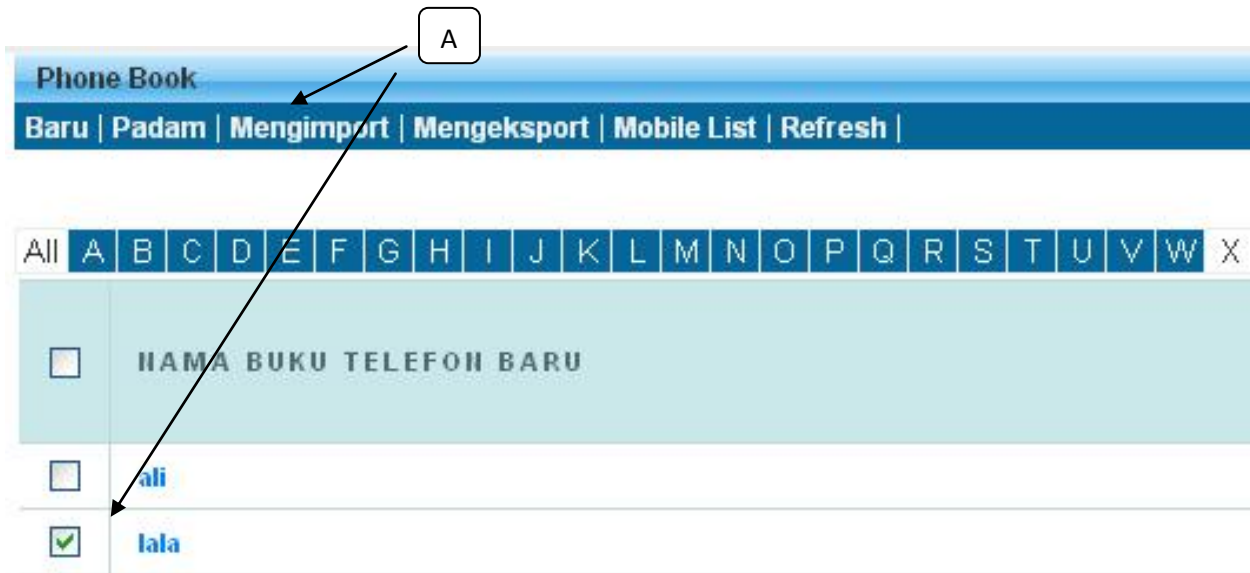 A
Phone Book
Baru | Padam | Mengimport | Mengeksport | Mobile List | Refresh |
All A B C D E F G H I J K L M N O P Q R S T U V W X
NAMA BUKU TELEFON BARU
ali
lala